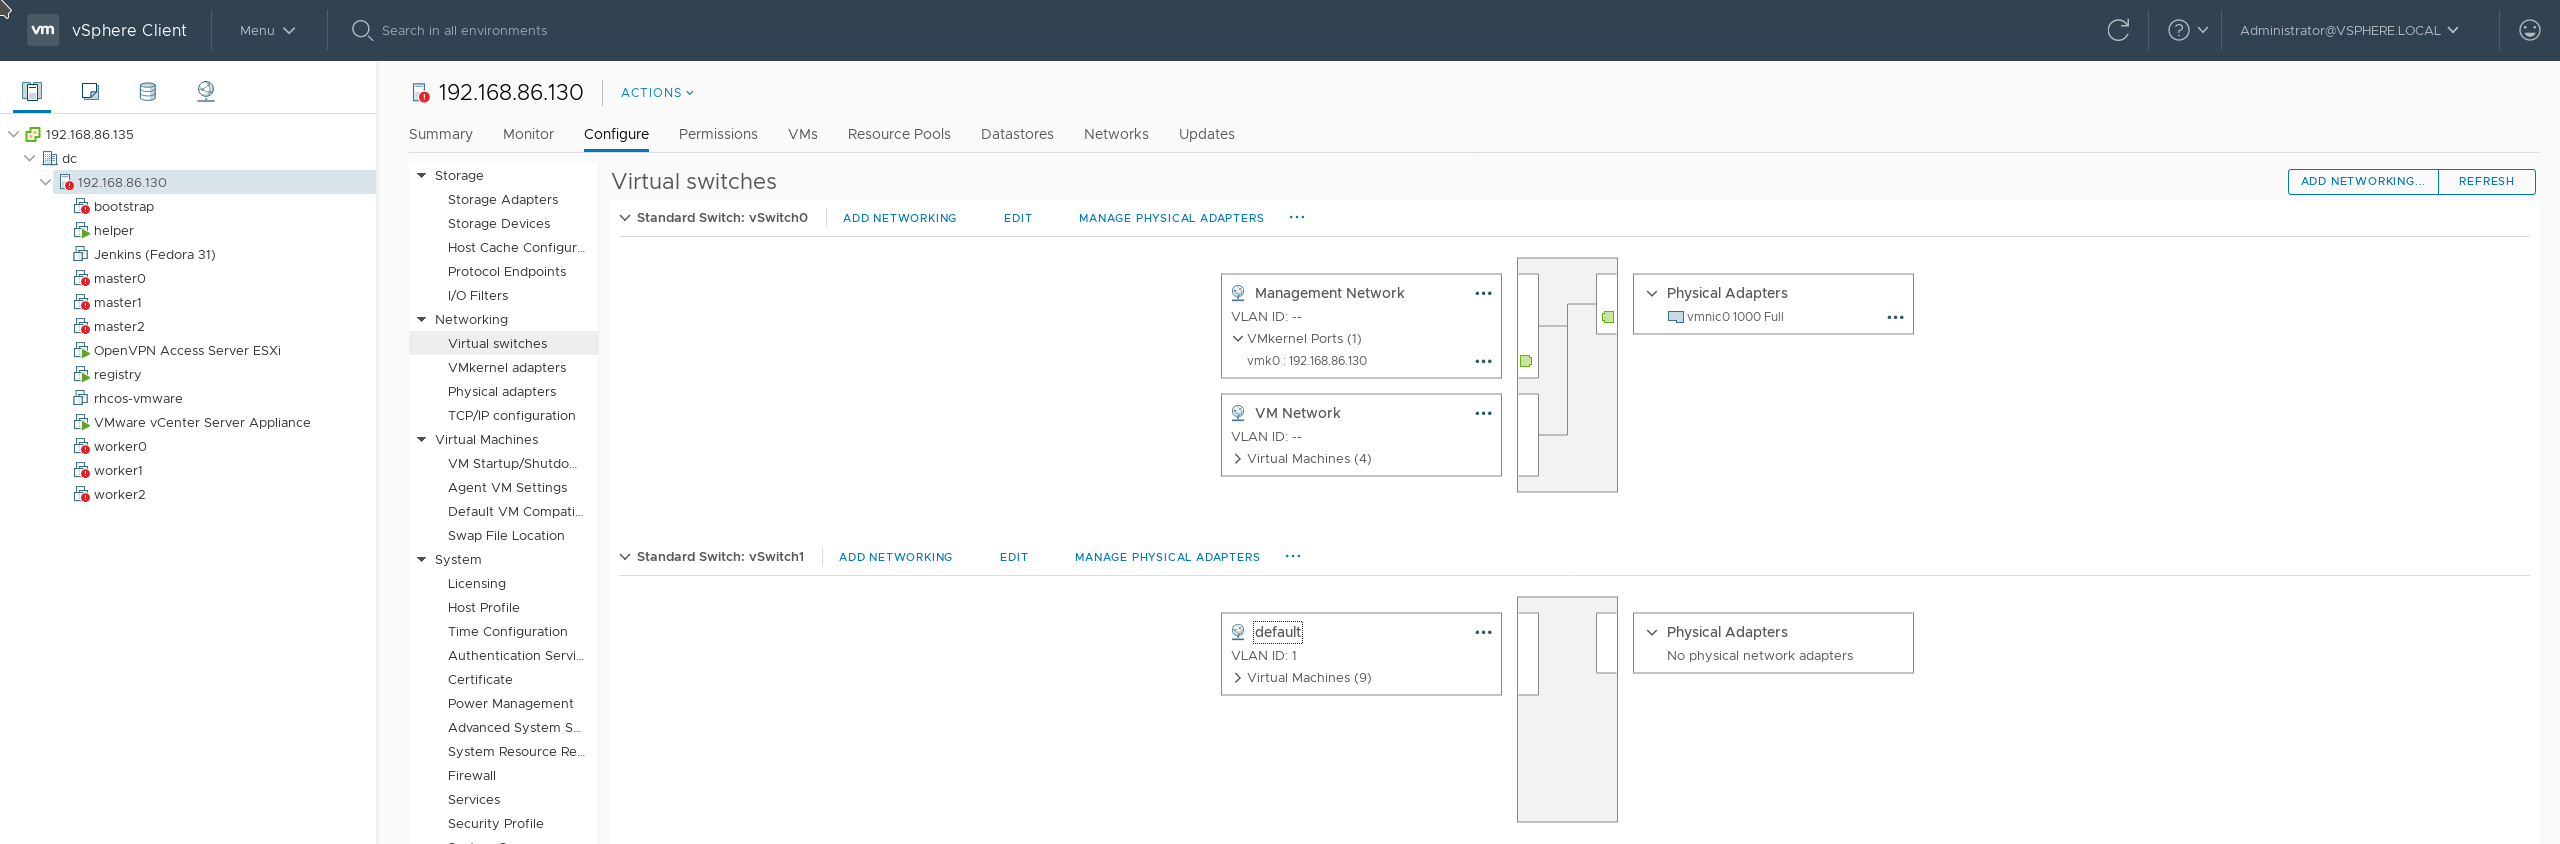 vm vSphere Client Menu Search in all environments Administrator@VSPHERE.LOCAL
192.168.86.135
dc
192.168.86.130
bootstrap
helper
Jenkins (Fedora 31)
master0
master1
master2
OpenVPN Access Server ESXi
registry
rhcos-vmware
VMware vCenter Server Appliance
worker0
worker1
worker2
192.168.86.130 ACTIONS
Summary Monitor Configure Permissions VMs Resource Pools Datastores Networks Updates
Storage
Storage Adapters
Storage Devices
Host Cache Configur...
Protocol Endpoints
I/O Filters
Networking
Virtual switches
VMkernel adapters
Physical adapters
TCP/IP configuration
Virtual Machines
VM Startup/Shutdo...
Agent VM Settings
Default VM Compati...
Swap File Location
System
Licensing
Host Profile
Time Configuration
Authentication Servi...
Certificate
Power Management
Advanced System S...
System Resource Re...
Firewall
Services
Security Profile
Virtual switches ADD NETWORKING... REFRESH
Standard Switch: vSwitch0 ADD NETWORKING EDIT MANAGE PHYSICAL ADAPTERS ...
Management Network ...
VLAN ID: --
VMkernel Ports (1)
vmk0 : 192.168.86.130 ...
VM Network ...
VLAN ID: --
Virtual Machines (4)
Physical Adapters
vmnic0 1000 Full ...
Standard Switch: vSwitch1 ADD NETWORKING EDIT MANAGE PHYSICAL ADAPTERS ...
default ...
VLAN ID: 1
Virtual Machines (9)
Physical Adapters
No physical network adapters